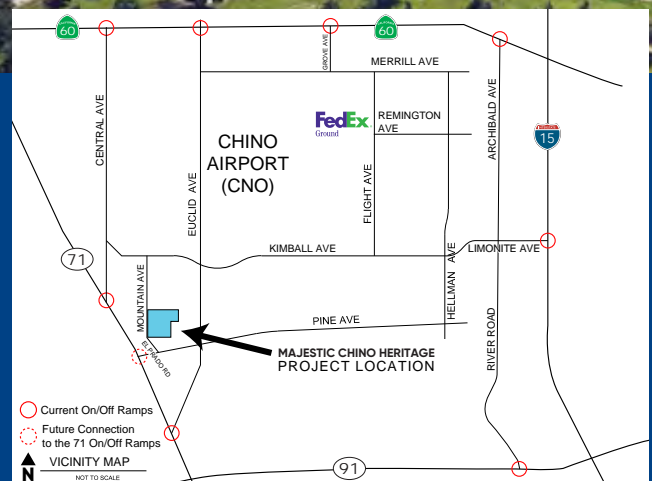 60
60
GROVE AVE
MERRILL AVE
CENTRAL AVE
EUCLID AVE
ARCHIBALD AVE
FedEx
Ground
REMINGTON
AVE
15
CHINO
AIRPORT
(CNO)
FLIGHT AVE
KIMBALL AVE
HELLMAN AVE
LIMONITE AVE
71
MOUNTAIN AVE
PINE AVE
EL PRADO RD
RIVER ROAD
MAJESTIC CHINO HERITAGE
PROJECT LOCATION
Current On/Off Ramps
Future Connection
to the 71 On/Off Ramps
VICINITY MAP
N
NOT TO SCALE
91